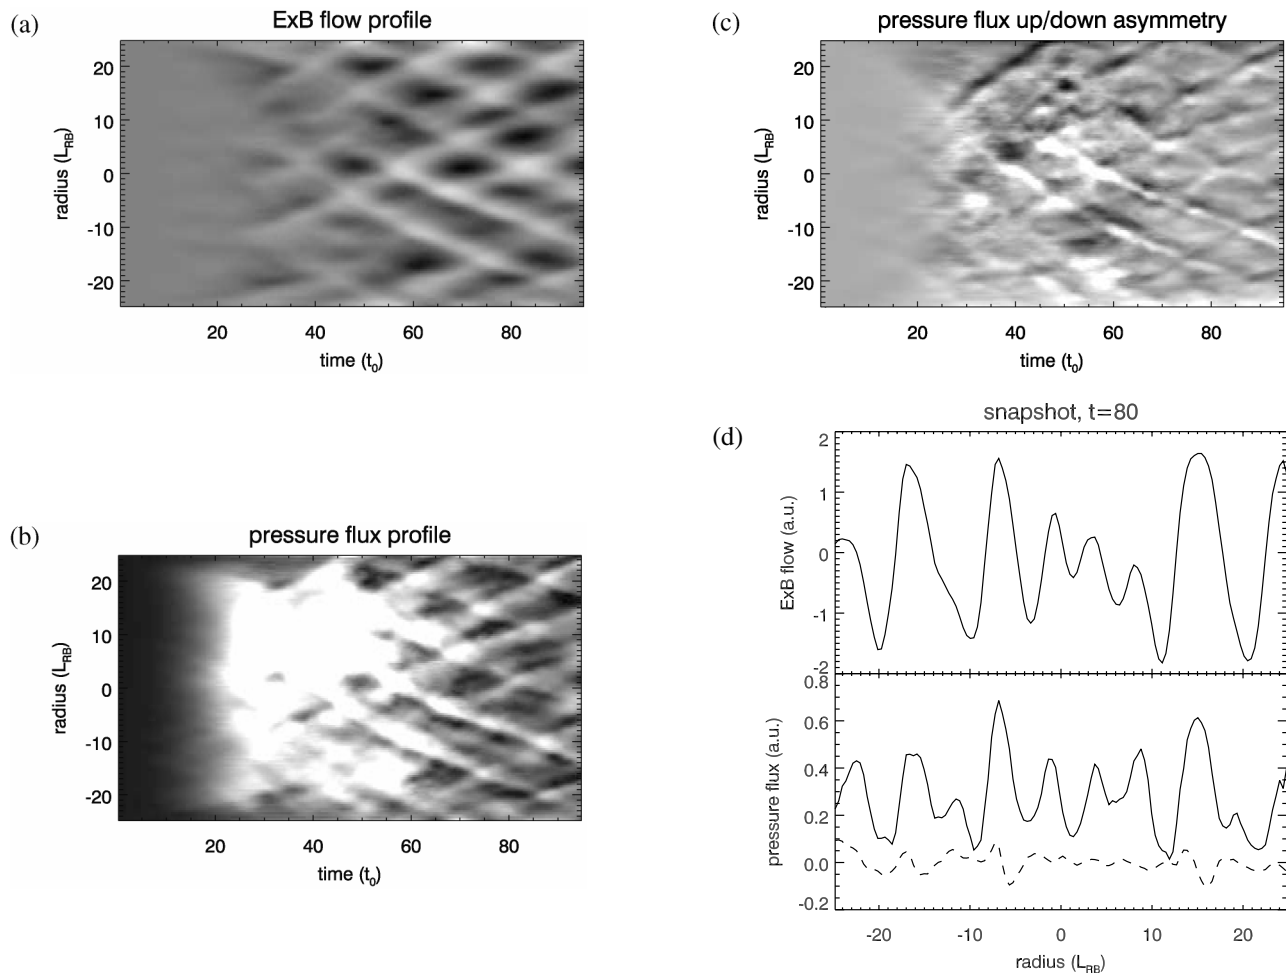 (a)
ExB flow profile
20
10
0
-10
-20
radius (L_RB)
20 40 60 80
time (t_0)
(b)
pressure flux profile
20
10
0
-10
-20
radius (L_RB)
20 40 60 80
time (t_0)
(c)
pressure flux up/down asymmetry
20
10
0
-10
-20
radius (L_RB)
20 40 60 80
time (t_0)
(d)
snapshot, t=80
2
1
0
-1
-2
ExB flow (a.u.)
0.8
0.6
0.4
0.2
0.0
-0.2
pressure flux (a.u.)
-20 -10 0 10 20
radius (L_RB)